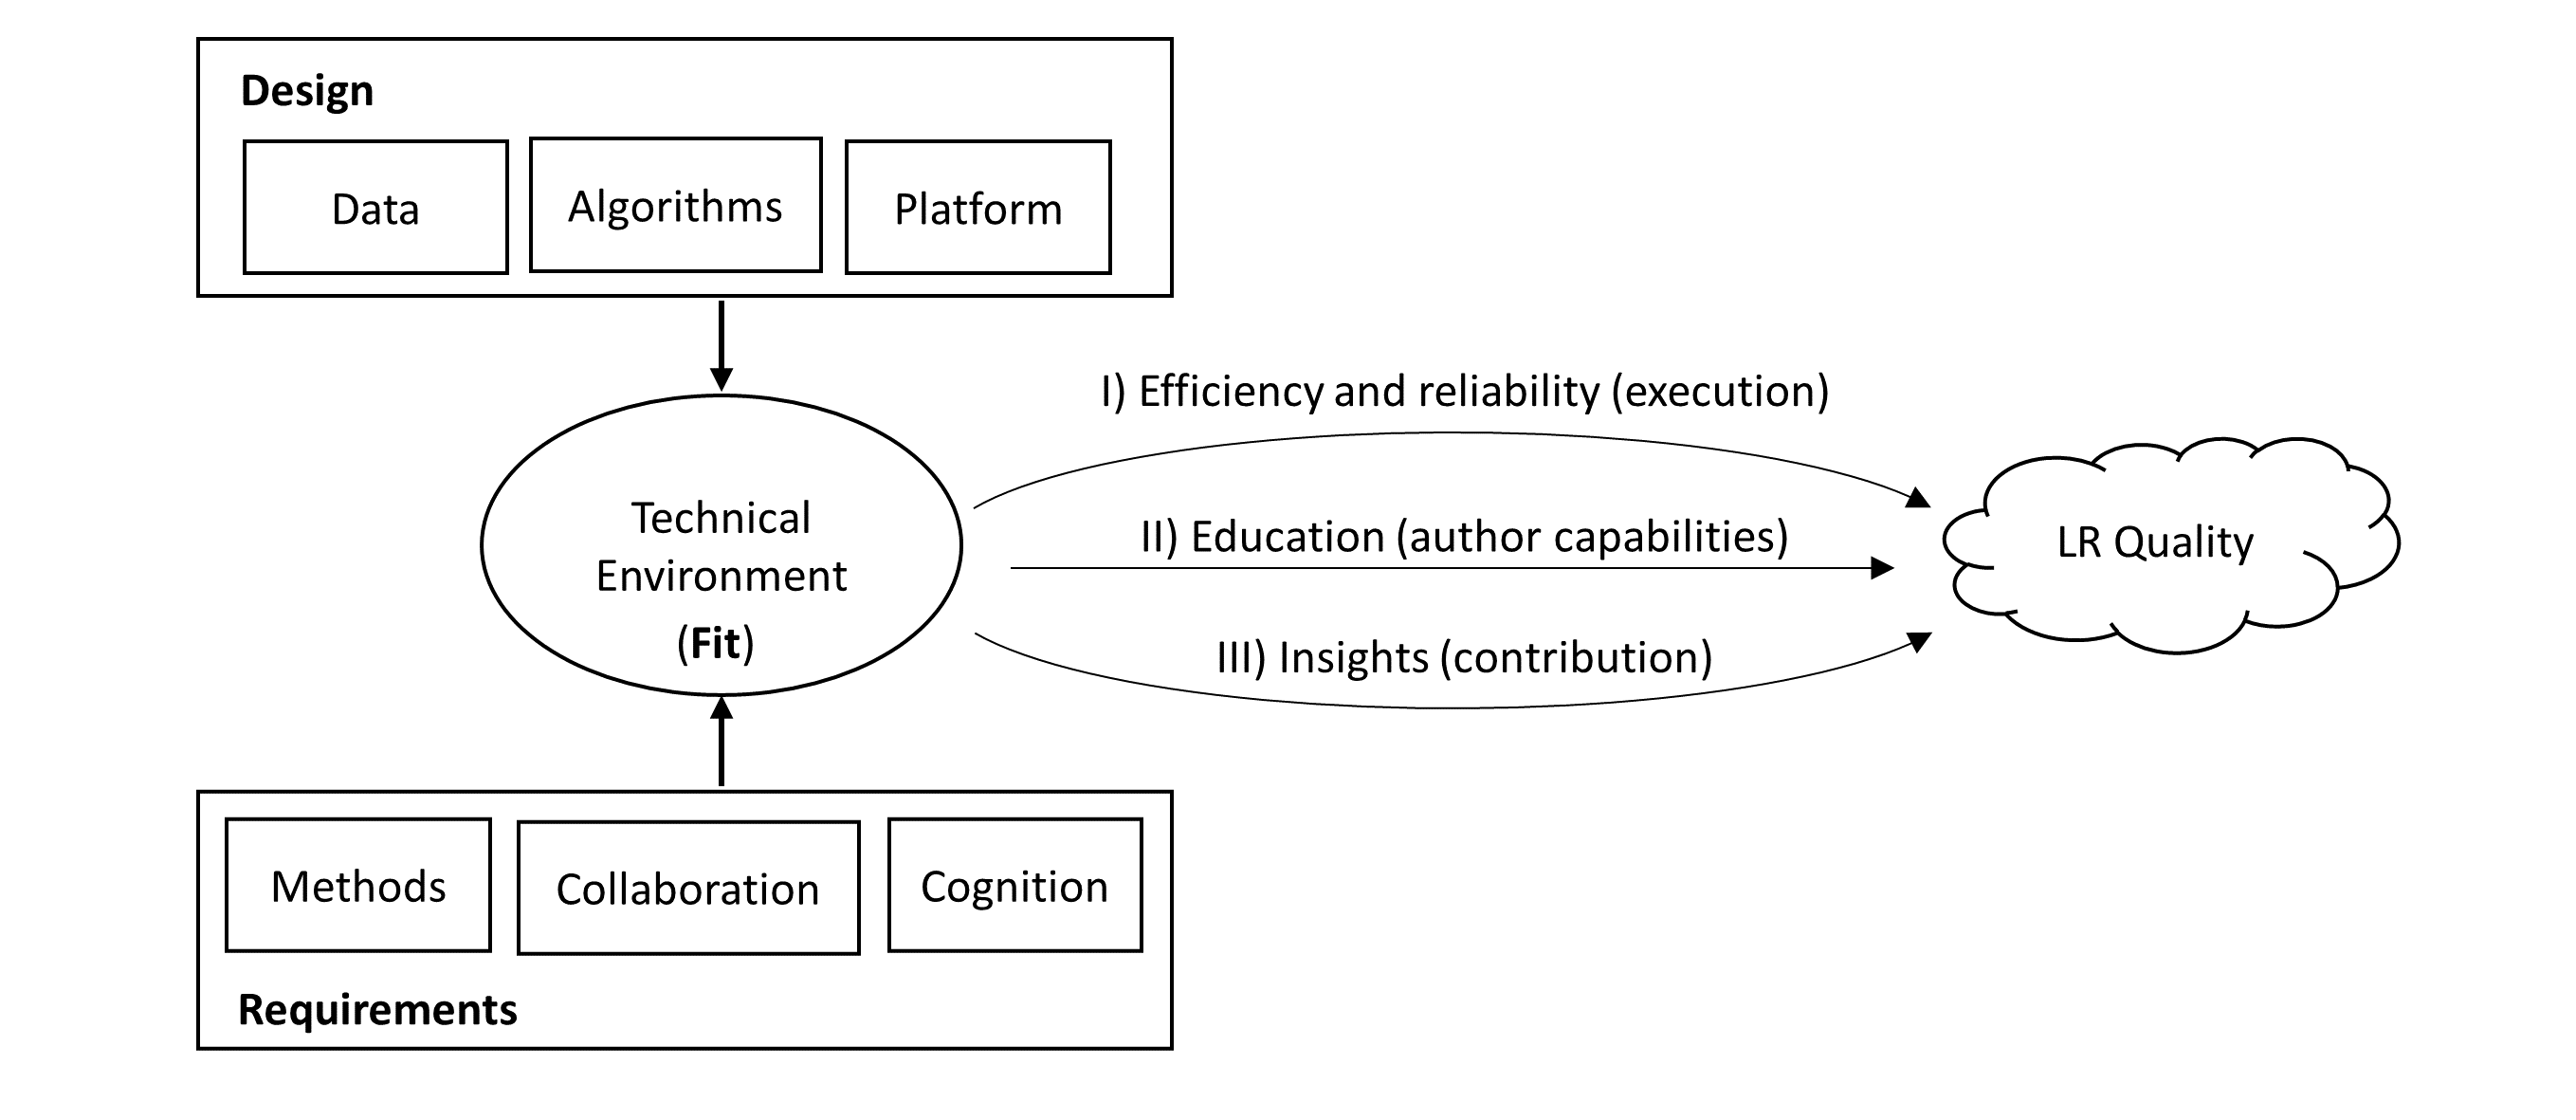 Design
Data
Algorithms
Platform
I) Efficiency and reliability (execution)
Technical
Environment
(Fit)
II) Education (author capabilities)
LR Quality
III) Insights (contribution)
Methods
Collaboration
Cognition
Requirements